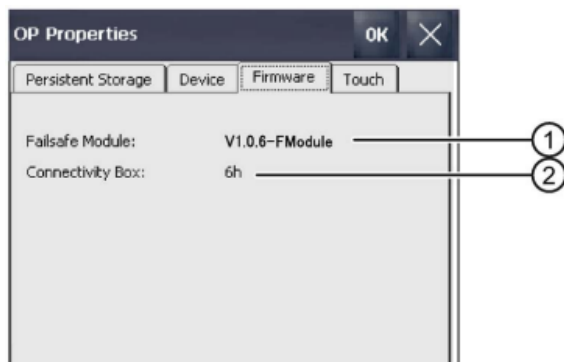 OP Properties OK
Persistent Storage Device Firmware Touch
Failsafe Module: V1.0.6-FModule 1
Connectivity Box: 6h 2